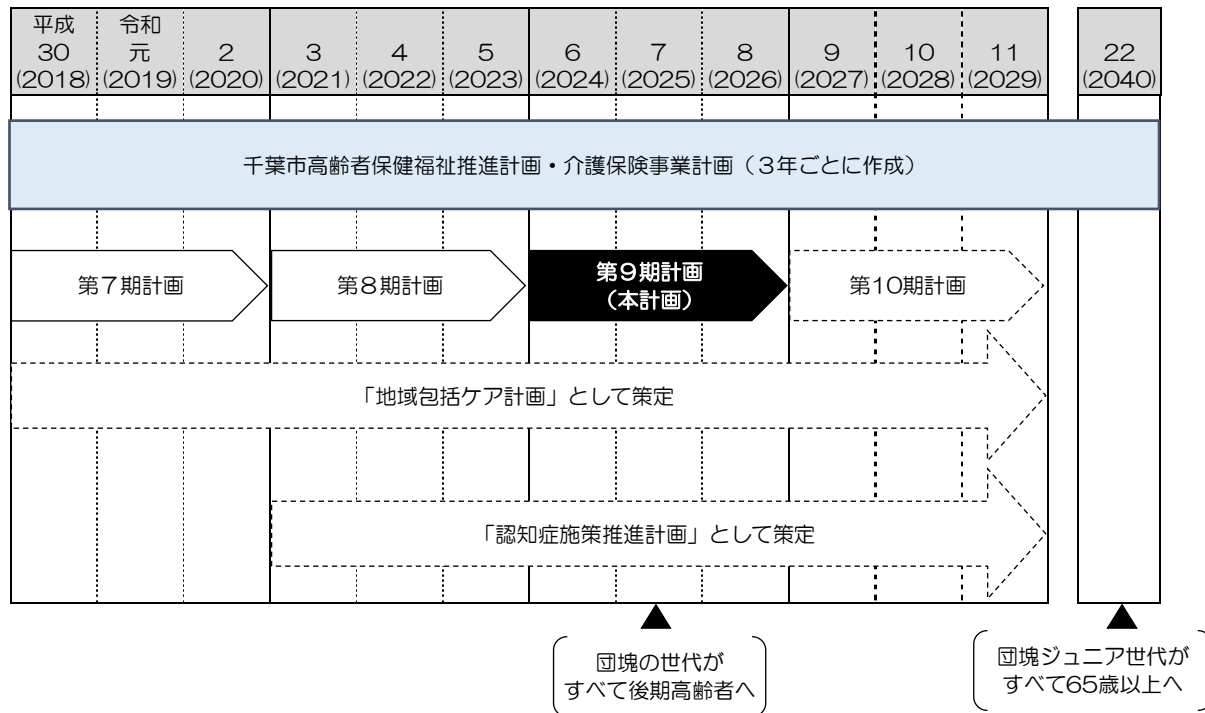 平成
30
(2018)
令和
元
(2019)
2
(2020)
3
(2021)
4
(2022)
5
(2023)
6
(2024)
7
(2025)
8
(2026)
9
(2027)
10
(2028)
11
(2029)
22
(2040)
千葉市高齢者保健福祉推進計画・介護保険事業計画（３年ごとに作成）
第７期計画
第８期計画
第９期計画
（本計画）
第10期計画
「地域包括ケア計画」として策定
「認知症施策推進計画」として策定
団塊の世代が
すべて後期高齢者へ
団塊ジュニア世代が
すべて65歳以上へ